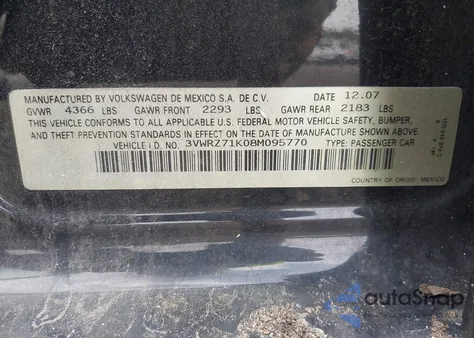 MANUFACTURED BY VOLKSWAGEN DE MEXICO S.A. DE C.V. DATE 12.07
GVWR 4366 LBS GAWR FRONT 2293 LBS GAWR REAR 2183 LBS
THIS VEHICLE CONFORMS TO ALL APPLICABLE U.S. FEDERAL MOTOR VEHICLE SAFETY, BUMPER,
AND THEFT PREVENTION STANDARDS IN EFFECT ON THE DATE OF MANUFACTURE SHOWN ABOVE.
VEHICLE I.D. NO. 3VWRZ71K08M095770 TYPE: PASSENGER CAR
COUNTRY OF ORIGIN: MEXICO
autoSnap